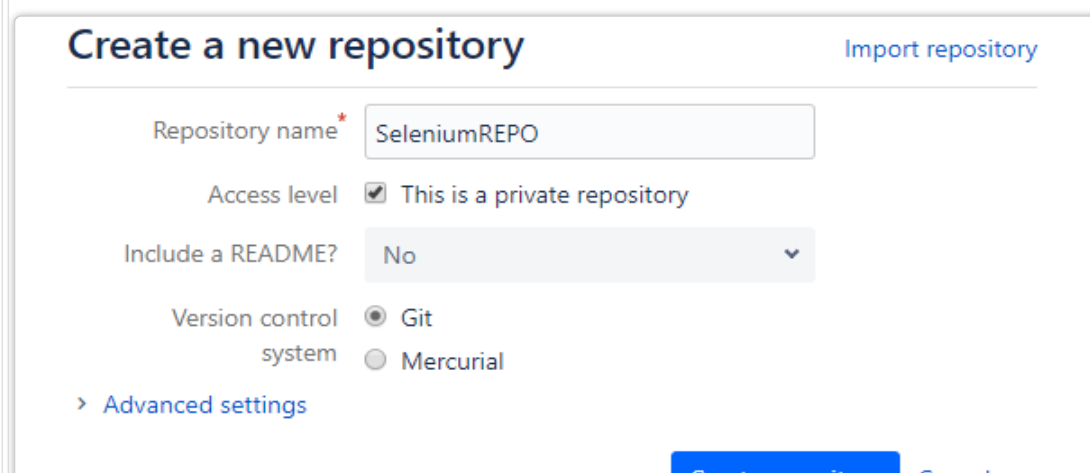 Create a new repository
Import repository
Repository name*
SeleniumREPO
Access level
This is a private repository
Include a README?
No
Version control
system
Git
Mercurial
Advanced settings